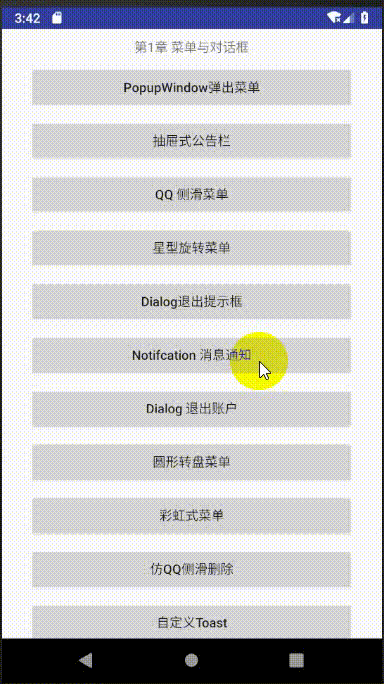 3:42
第1章 菜单与对话框
PopupWindow弹出菜单
抽屉式公告栏
QQ 侧滑菜单
星型旋转菜单
Dialog退出提示框
Notifcation 消息通知
Dialog 退出账户
圆形转盘菜单
彩虹式菜单
仿QQ侧滑删除
自定义Toast